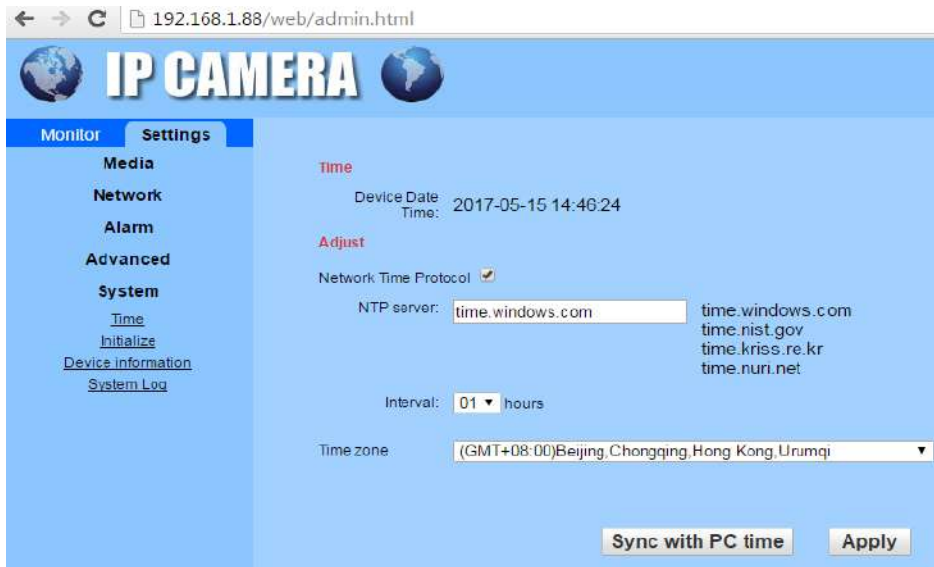 192.168.1.88/web/admin.html
IP CAMERA
Monitor Settings
Media
Network
Alarm
Advanced
System
Time
Initialize
Device information
System Log
Time
Device Date
Time: 2017-05-15 14:46:24
Adjust
Network Time Protocol
NTP server: time.windows.com
time.windows.com
time.nist.gov
time.kriss.re.kr
time.nuri.net
Interval: 01 hours
Time zone (GMT+08:00)Beijing,Chongqing,Hong Kong,Urumqi
Sync with PC time Apply